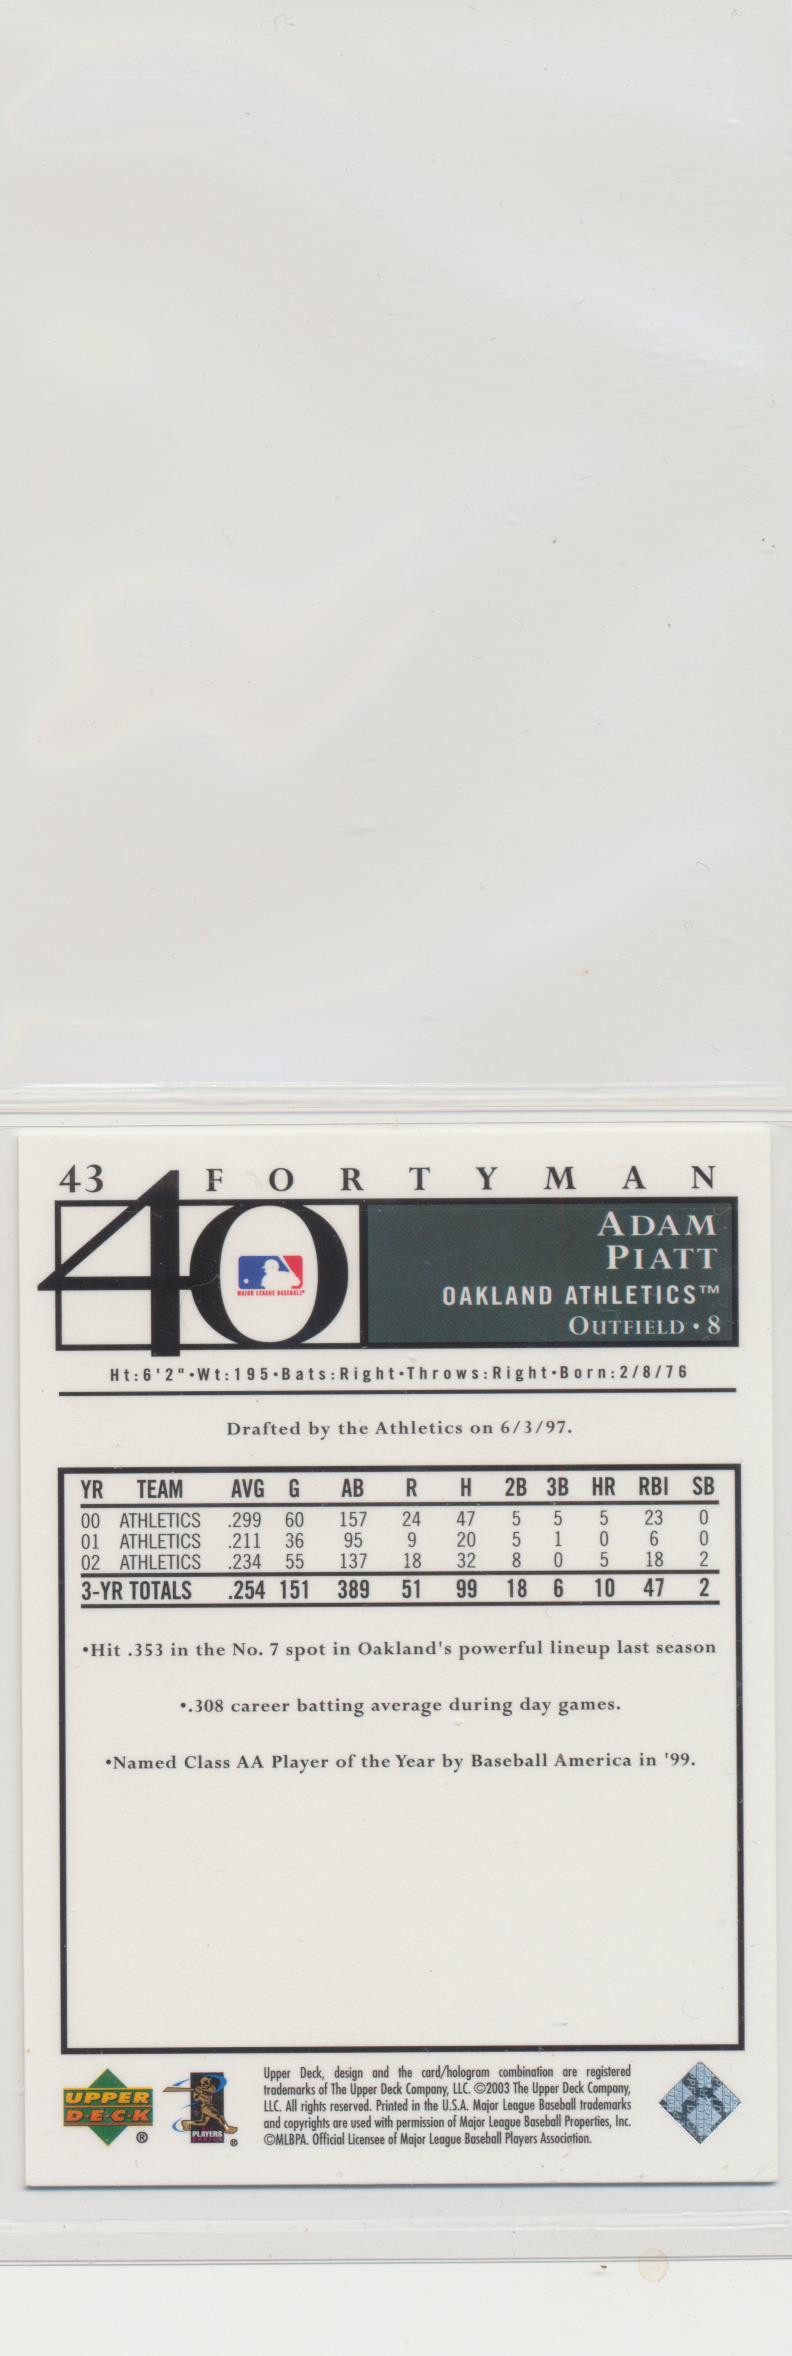 43 FORTYMAN
40
MAJOR LEAGUE BASEBALL®
ADAM
PIATT
OAKLAND ATHLETICS™
OUTFIELD • 8
Ht:6'2"•Wt:195•Bats:Right•Throws:Right•Born:2/8/76
Drafted by the Athletics on 6/3/97.
YR TEAM AVG G AB R H 2B 3B HR RBI SB
00 ATHLETICS .299 60 157 24 47 5 5 5 23 0
01 ATHLETICS .211 36 95 9 20 5 1 0 6 0
02 ATHLETICS .234 55 137 18 32 8 0 5 18 2
3-YR TOTALS .254 151 389 51 99 18 6 10 47 2
•Hit .353 in the No. 7 spot in Oakland's powerful lineup last season
•.308 career batting average during day games.
•Named Class AA Player of the Year by Baseball America in '99.
UPPER
D•E•C•K
®
PLAYERS
CHOICE
®
Upper Deck, design and the card/hologram combination are registered
trademarks of The Upper Deck Company, LLC. ©2003 The Upper Deck Company,
LLC. All rights reserved. Printed in the U.S.A. Major League Baseball trademarks
and copyrights are used with permission of Major League Baseball Properties, Inc.
©MLBPA. Official Licensee of Major League Baseball Players Association.